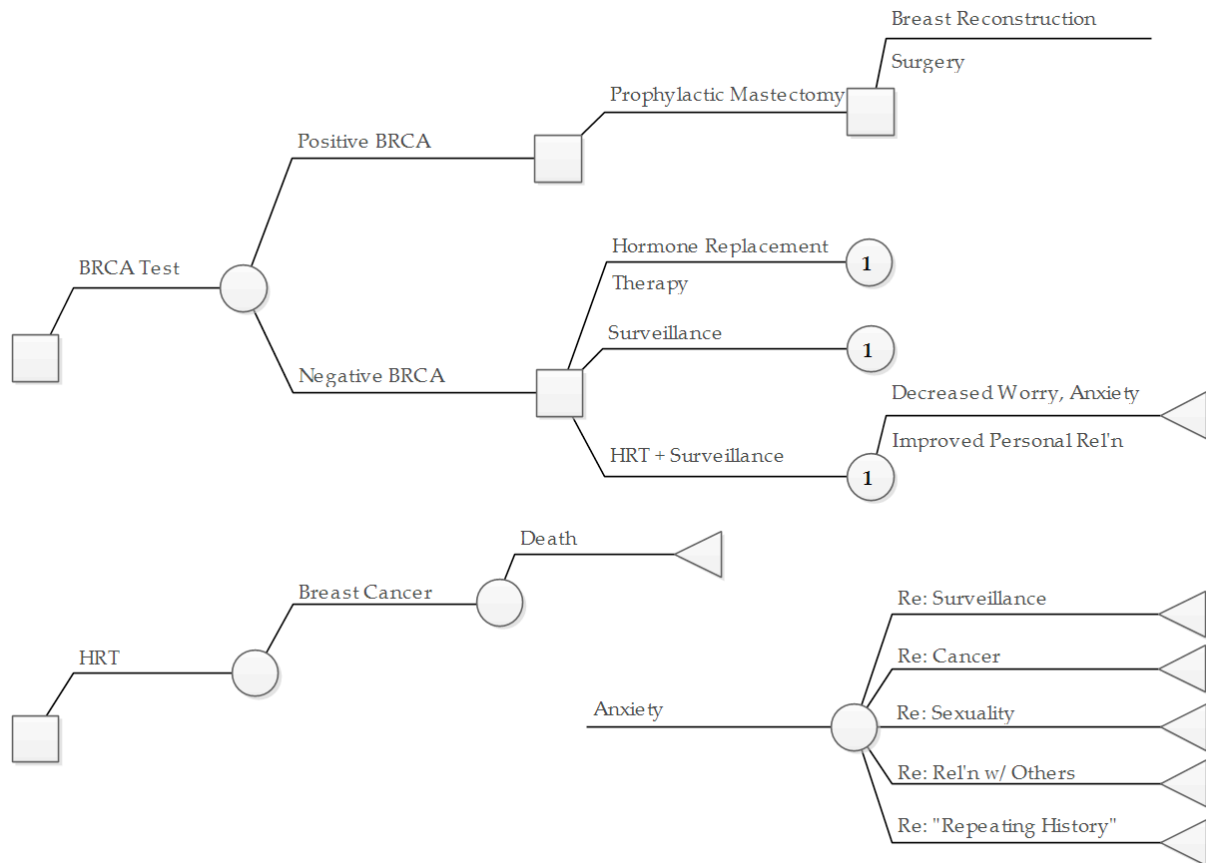 Breast Reconstruction
Surgery
Prophylactic Mastectomy
Positive BRCA
Hormone Replacement
1
Therapy
BRCA Test
Surveillance
1
Negative BRCA
Decreased Worry, Anxiety
Improved Personal Rel'n
HRT + Surveillance
1
Death
Breast Cancer
HRT
Re: Surveillance
Re: Cancer
Anxiety
Re: Sexuality
Re: Rel'n w/ Others
Re: "Repeating History"